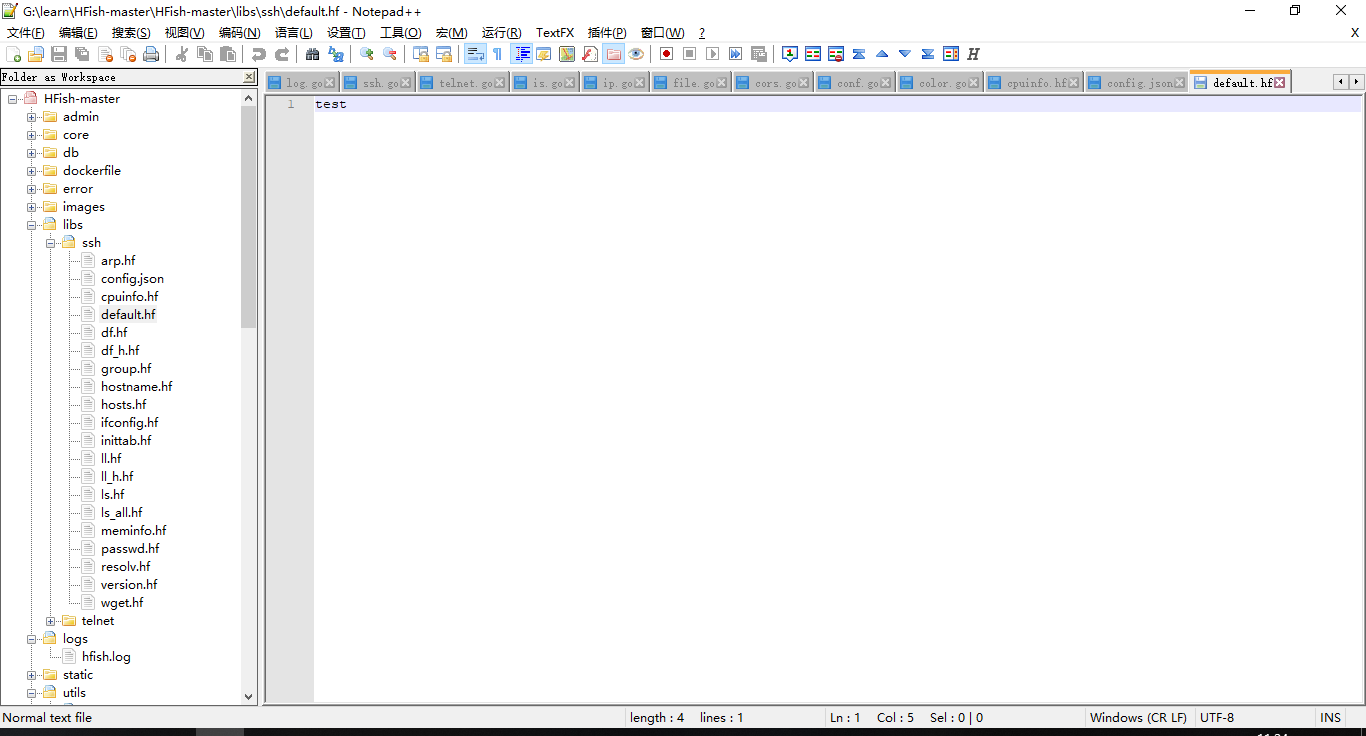 G:\learn\HFish-master\HFish-master\libs\ssh\default.hf - Notepad++
文件(F) 编辑(E) 搜索(S) 视图(V) 编码(N) 语言(L) 设置(T) 工具(O) 宏(M) 运行(R) TextFX 插件(P) 窗口(W) ? X
Folder as Workspace
log.go ssh.go telnet.go is.go ip.go file.go cors.go conf.go color.go cpuinfo.hf config.json default.hf
1 test
HFish-master
admin
core
db
dockerfile
error
images
libs
ssh
arp.hf
config.json
cpuinfo.hf
default.hf
df.hf
df_h.hf
group.hf
hostname.hf
hosts.hf
ifconfig.hf
inittab.hf
ll.hf
ll_h.hf
ls.hf
ls_all.hf
meminfo.hf
passwd.hf
resolv.hf
version.hf
wget.hf
telnet
logs
hfish.log
static
utils
Normal text file length : 4 lines : 1 Ln : 1 Col : 5 Sel : 0 | 0 Windows (CR LF) UTF-8 INS